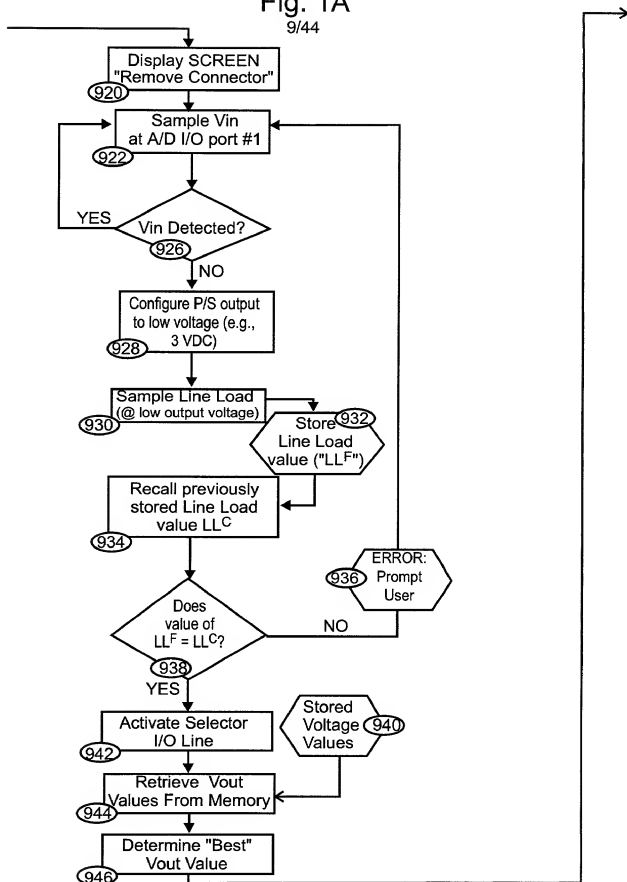 Fig. 1A
9/44
Display SCREEN
"Remove Connector"
920
Sample Vin
at A/D I/O port #1
922
YES
Vin Detected?
926
NO
Configure P/S output
to low voltage (e.g.,
3 VDC)
928
Sample Line Load
(@ low output voltage)
930
Store
932
Line Load
value ("LLF")
Recall previously
stored Line Load
value LLC
934
ERROR:
Prompt
User
936
Does
value of
LLF = LLC?
938
NO
YES
Activate Selector
I/O Line
942
Stored
Voltage
Values
940
Retrieve Vout
Values From Memory
944
Determine "Best"
Vout Value
946